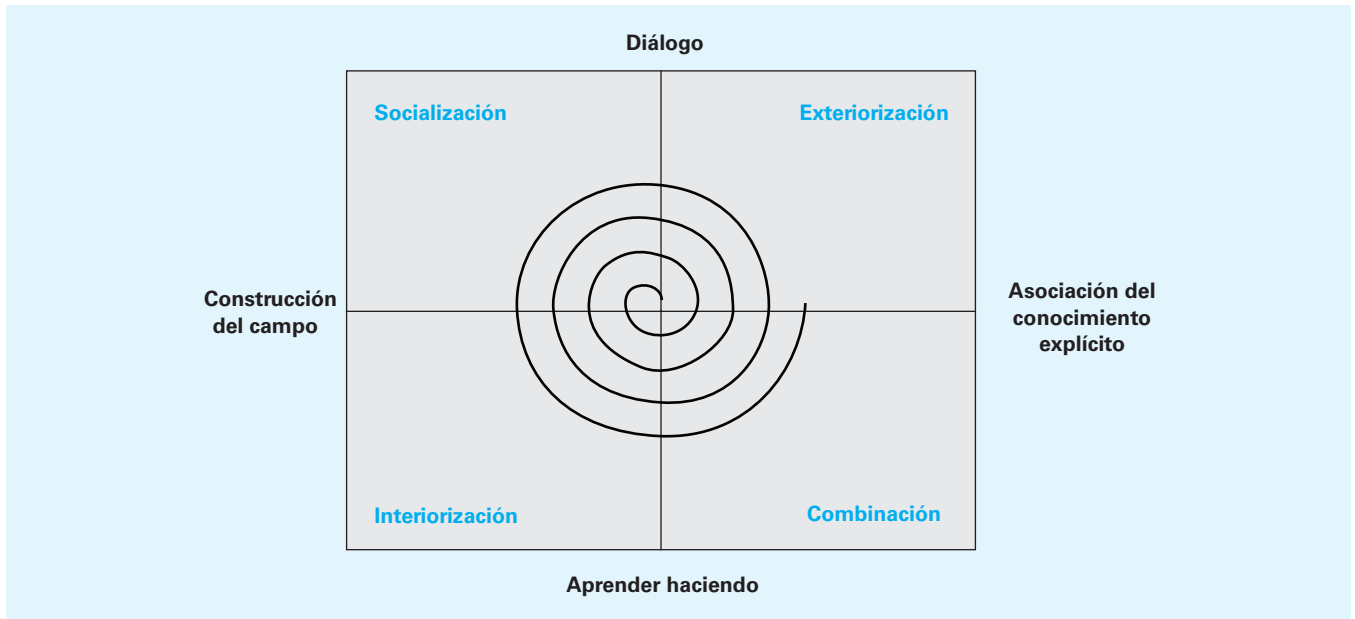 Diálogo
Socialización
Exteriorización
Construcción
del campo
Asociación del
conocimiento
explícito
Interiorización
Combinación
Aprender haciendo